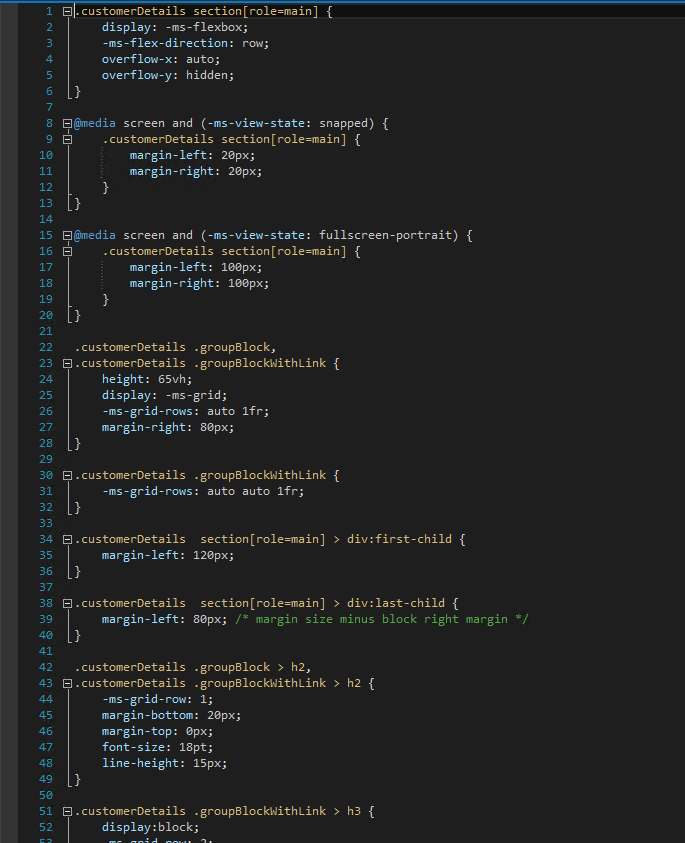 1 .customerDetails section[role=main] {
2 display: -ms-flexbox;
3 -ms-flex-direction: row;
4 overflow-x: auto;
5 overflow-y: hidden;
6 }
7
8 @media screen and (-ms-view-state: snapped) {
9 .customerDetails section[role=main] {
10 margin-left: 20px;
11 margin-right: 20px;
12 }
13 }
14
15 @media screen and (-ms-view-state: fullscreen-portrait) {
16 .customerDetails section[role=main] {
17 margin-left: 100px;
18 margin-right: 100px;
19 }
20 }
21
22 .customerDetails .groupBlock,
23 .customerDetails .groupBlockWithLink {
24 height: 65vh;
25 display: -ms-grid;
26 -ms-grid-rows: auto 1fr;
27 margin-right: 80px;
28 }
29
30 .customerDetails .groupBlockWithLink {
31 -ms-grid-rows: auto auto 1fr;
32 }
33
34 .customerDetails  section[role=main] > div:first-child {
35 margin-left: 120px;
36 }
37
38 .customerDetails  section[role=main] > div:last-child {
39 margin-left: 80px; /* margin size minus block right margin */
40 }
41
42 .customerDetails .groupBlock > h2,
43 .customerDetails .groupBlockWithLink > h2 {
44 -ms-grid-row: 1;
45 margin-bottom: 20px;
46 margin-top: 0px;
47 font-size: 18pt;
48 line-height: 15px;
49 }
50
51 .customerDetails .groupBlockWithLink > h3 {
52 display:block;
53 -ms-grid-row: 2;